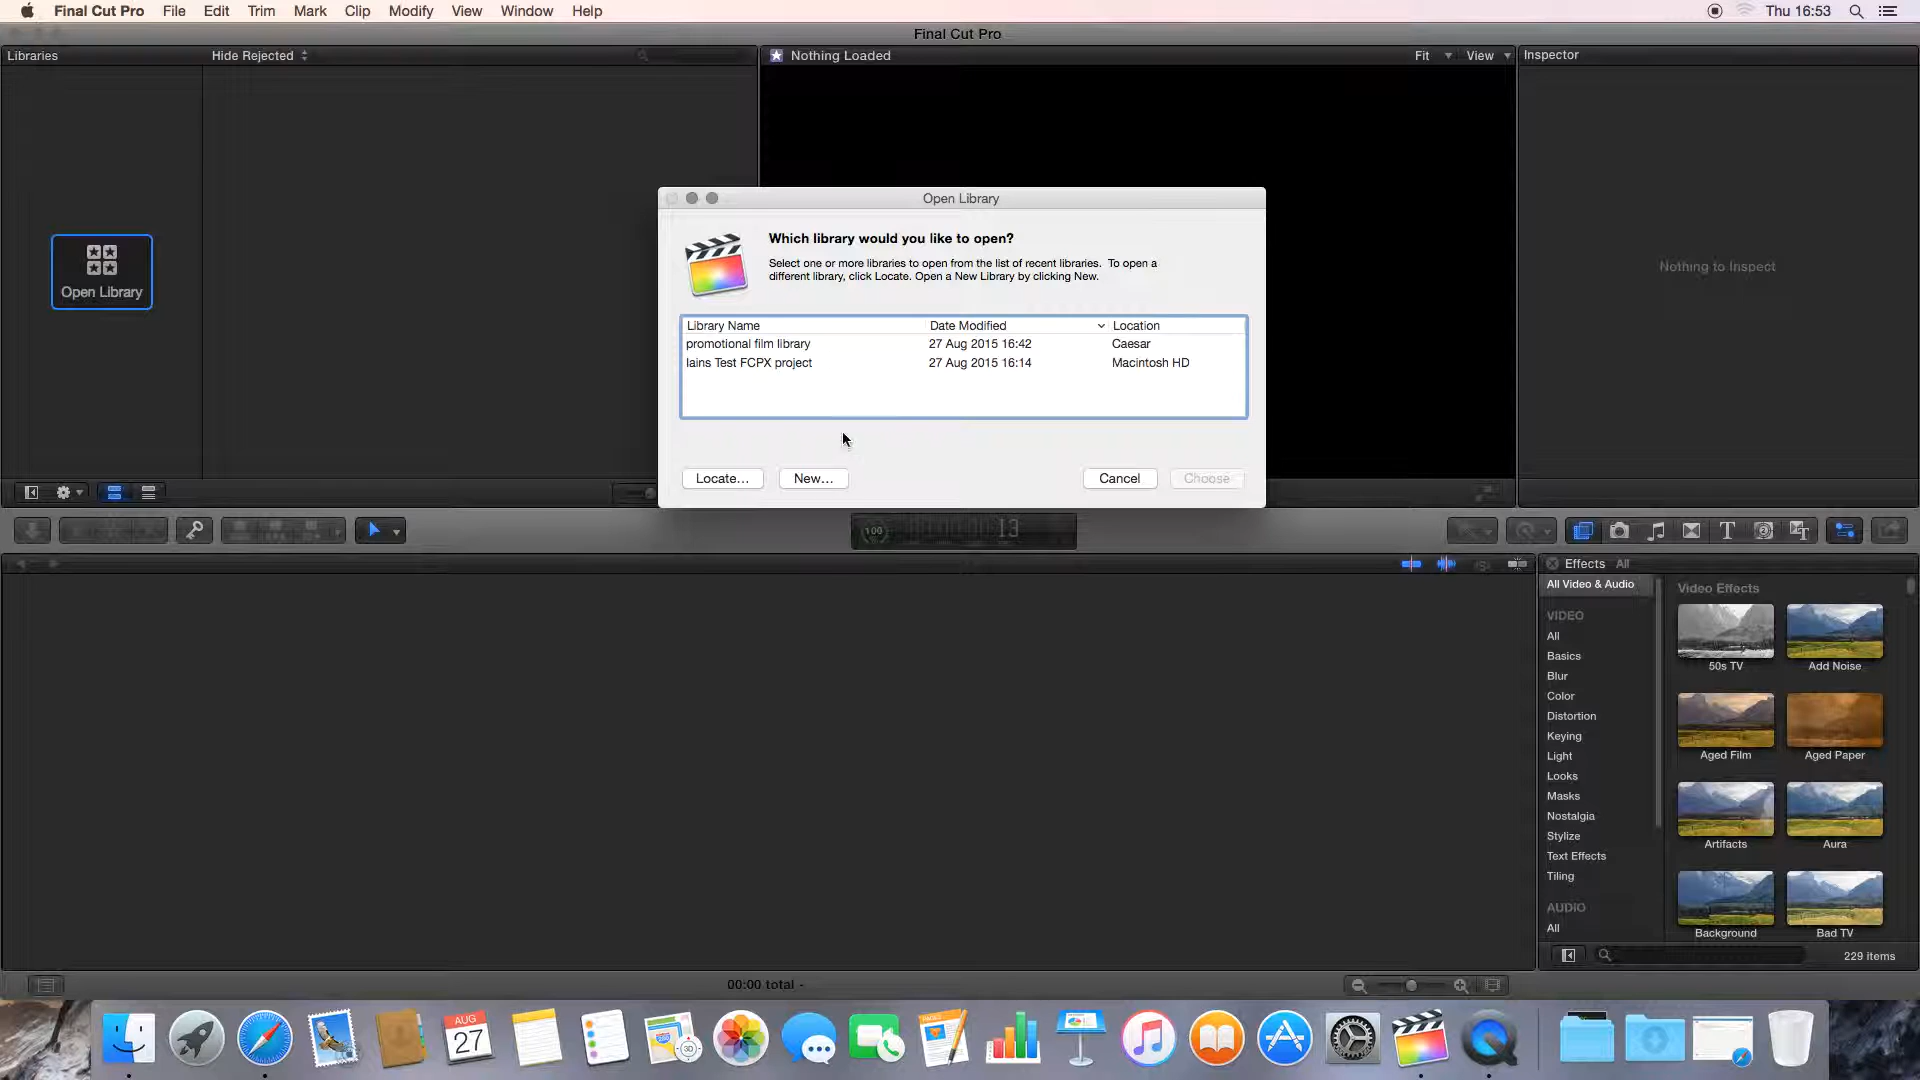 Final Cut Pro File Edit Trim Mark Clip Modify View Window Help Thu 16:53
Final Cut Pro
Libraries Hide Rejected Nothing Loaded Fit View Inspector
Open Library
Which library would you like to open?
Select one or more libraries to open from the list of recent libraries. To open a
different library, click Locate. Open a New Library by clicking New.
Nothing to Inspect
Open Library
Library Name Date Modified Location
promotional film library 27 Aug 2015 16:42 Caesar
Iains Test FCPX project 27 Aug 2015 16:14 Macintosh HD
Locate... New... Cancel Choose
100 13
Effects All
All Video & Audio
VIDEO
All
Basics
Blur
Color
Distortion
Keying
Light
Looks
Masks
Nostalgia
Stylize
Text Effects
Tiling
AUDIO
All
Video Effects
50s TV Add Noise
Aged Film Aged Paper
Artifacts Aura
Background Bad TV
229 items
00:00 total -
AUG
27